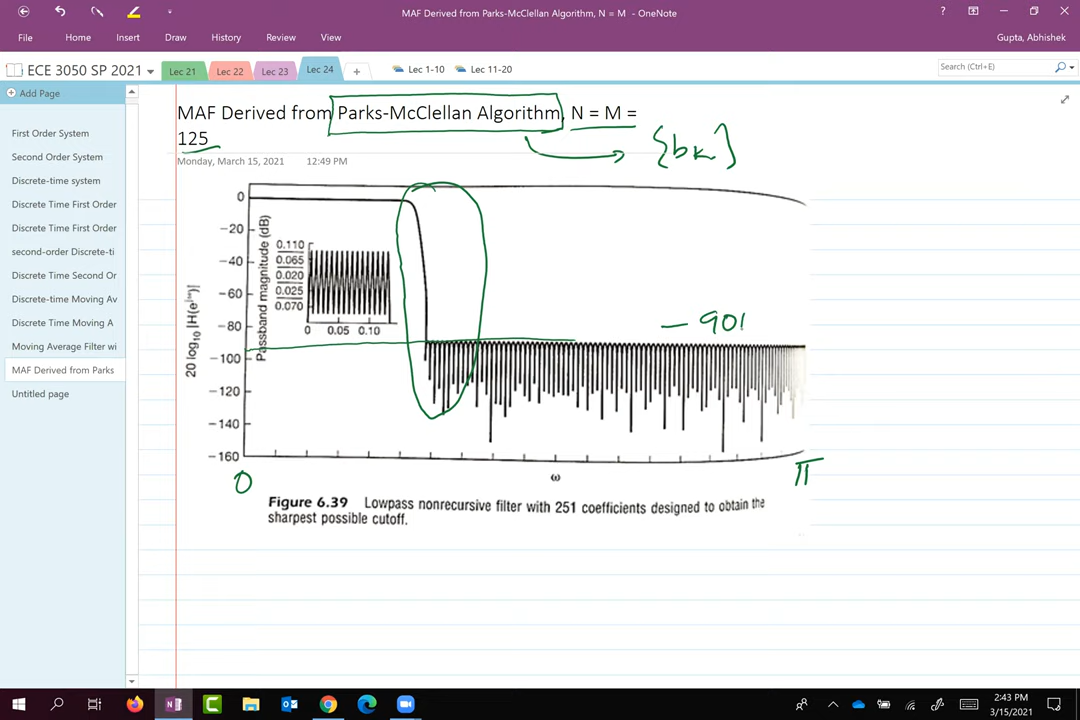 MAF Derived from Parks-McClellan Algorithm, N = M - OneNote
File Home Insert Draw History Review View Gupta, Abhishek
ECE 3050 SP 2021 Lec 21 Lec 22 Lec 23 Lec 24 Lec 1-10 Lec 11-20 Search (Ctrl+E)
Add Page
First Order System
Second Order System
Discrete-time system
Discrete Time First Order
Discrete Time First Order
second-order Discrete-ti
Discrete Time Second Or
Discrete-time Moving Av
Discrete Time Moving A
Moving Average Filter wi
MAF Derived from Parks
Untitled page
MAF Derived from Parks-McClellan Algorithm, N = M =
125
{bk}
Monday, March 15, 2021 12:49 PM
0
−20
−40
−60
−80
−100
−120
−140
−160
20 log10 |H(e^jω)|
Passband magnitude (dB)
0.110
0.065
0.020
0.025
0.070
0 0.05 0.10
ω
0
π
Figure 6.39 Lowpass nonrecursive filter with 251 coefficients designed to obtain the
sharpest possible cutoff.
2:43 PM
3/15/2021